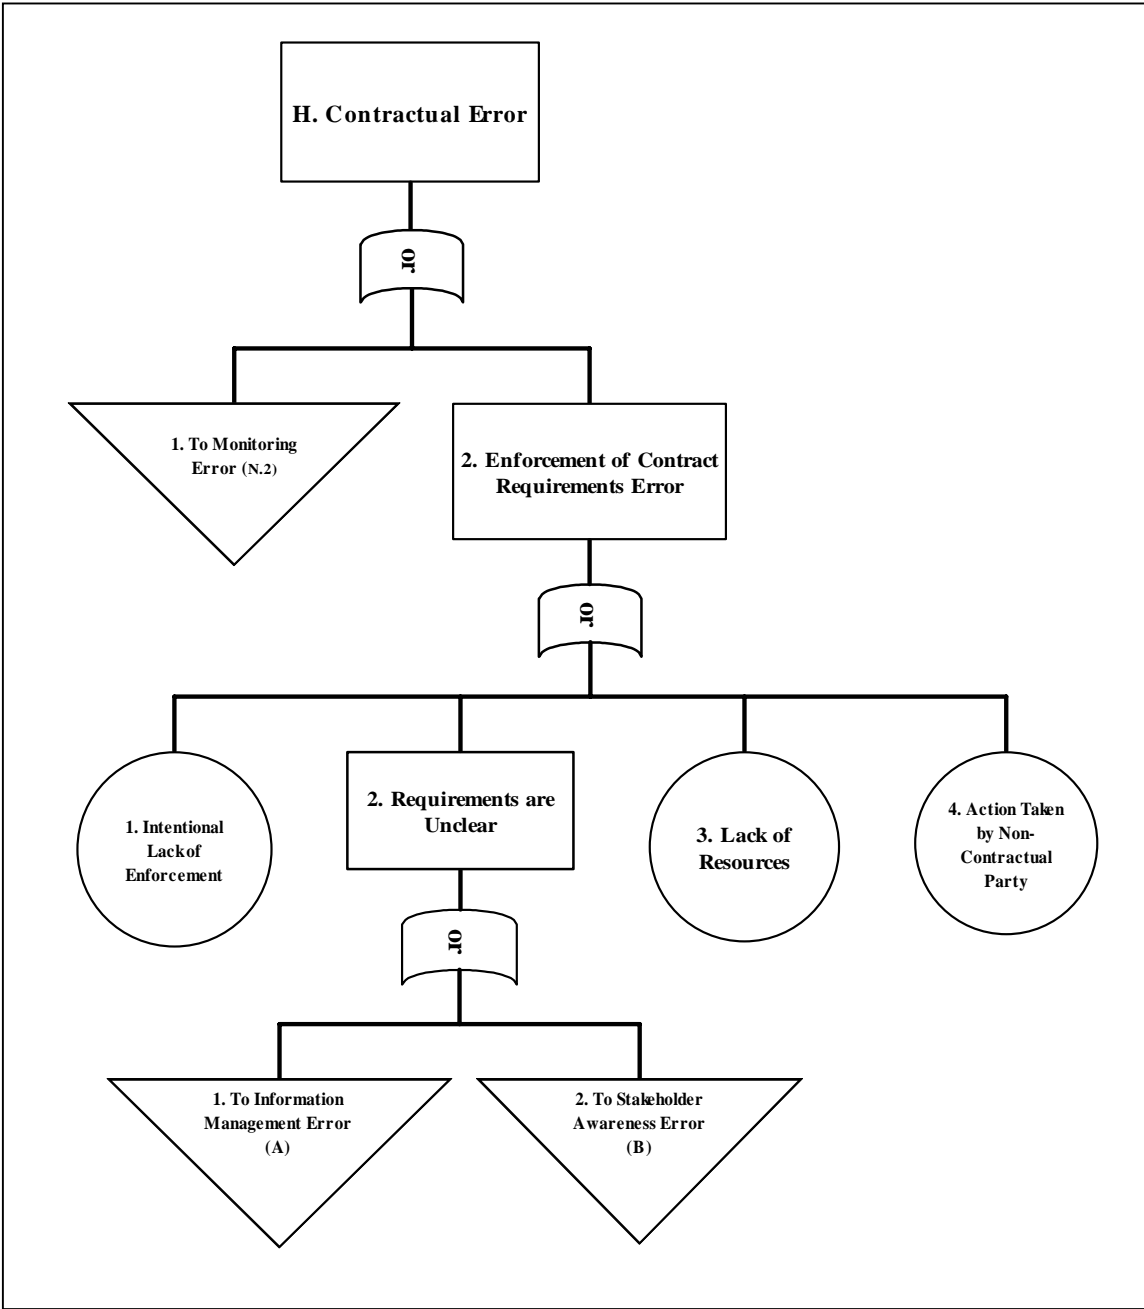 H. Contractual Error
or
1. To Monitoring
Error (N.2)
2. Enforcement of Contract
Requirements Error
or
1. Intentional
Lack of
Enforcement
2. Requirements are
Unclear
3. Lack of
Resources
4. Action Taken
by Non-
Contractual
Party
or
1. To Information
Management Error
(A)
2. To Stakeholder
Awareness Error
(B)